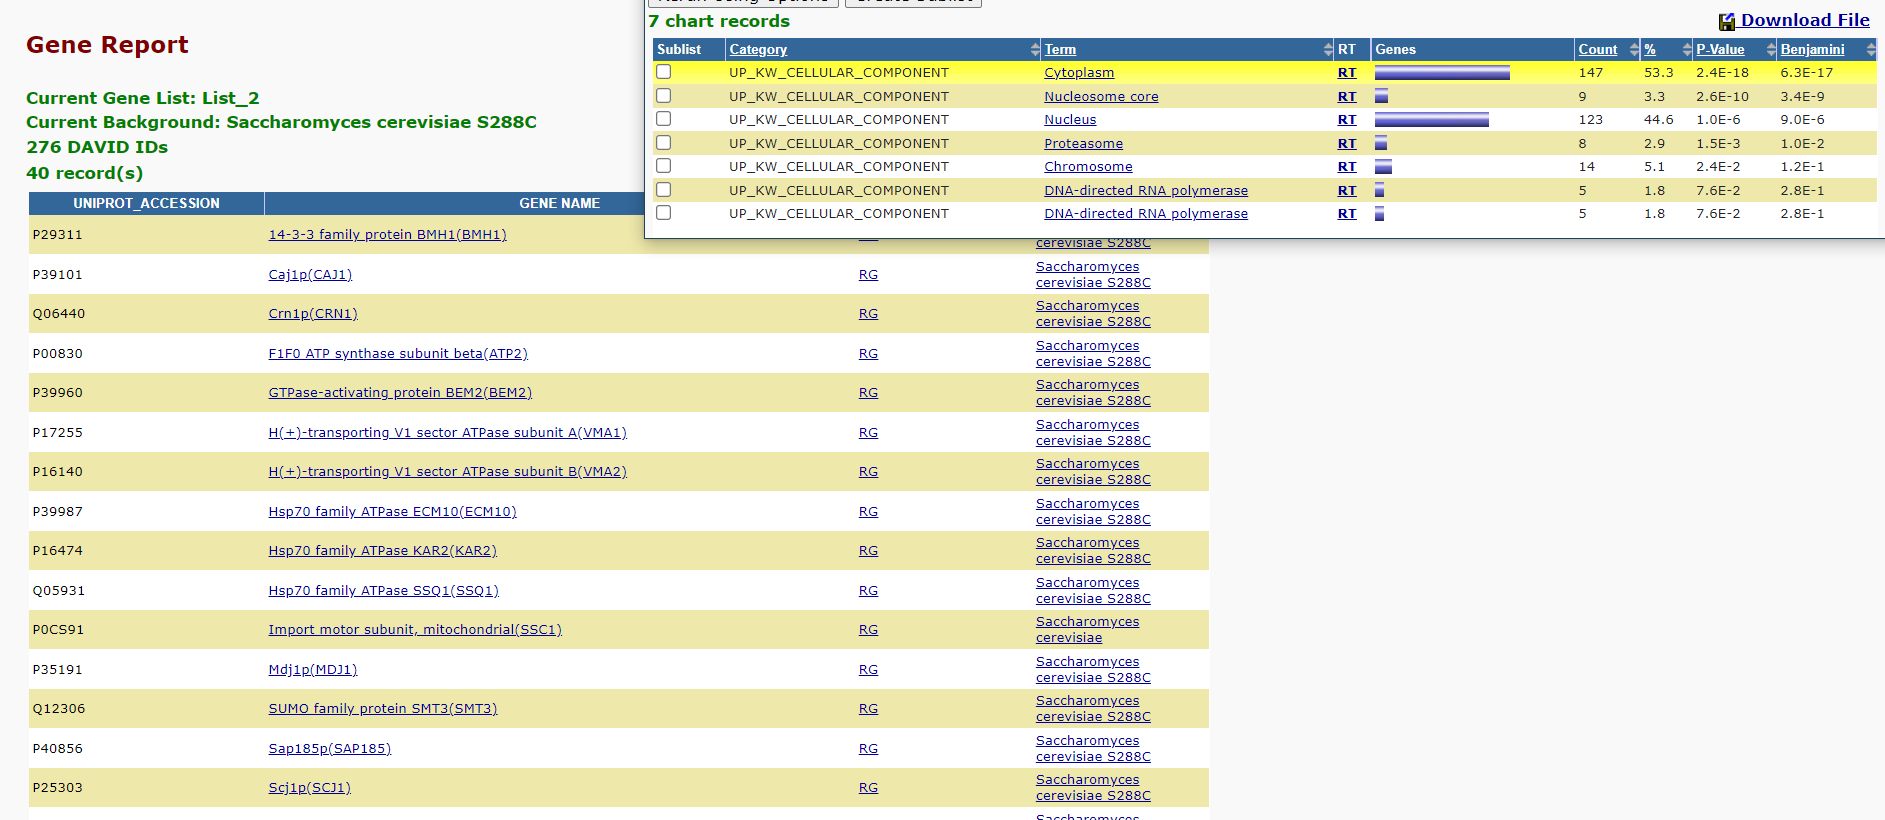 Gene Report
Current Gene List: List_2
Current Background: Saccharomyces cerevisiae S288C
276 DAVID IDs
40 record(s)
UNIPROT_ACCESSION GENE NAME
P29311 14-3-3 family protein BMH1(BMH1)
cerevisiae S288C
P39101 Caj1p(CAJ1) RG Saccharomyces
cerevisiae S288C
Q06440 Crn1p(CRN1) RG Saccharomyces
cerevisiae S288C
P00830 F1F0 ATP synthase subunit beta(ATP2) RG Saccharomyces
cerevisiae S288C
P39960 GTPase-activating protein BEM2(BEM2) RG Saccharomyces
cerevisiae S288C
P17255 H(+)-transporting V1 sector ATPase subunit A(VMA1) RG Saccharomyces
cerevisiae S288C
P16140 H(+)-transporting V1 sector ATPase subunit B(VMA2) RG Saccharomyces
cerevisiae S288C
P39987 Hsp70 family ATPase ECM10(ECM10) RG Saccharomyces
cerevisiae S288C
P16474 Hsp70 family ATPase KAR2(KAR2) RG Saccharomyces
cerevisiae S288C
Q05931 Hsp70 family ATPase SSQ1(SSQ1) RG Saccharomyces
cerevisiae S288C
P0CS91 Import motor subunit, mitochondrial(SSC1) RG Saccharomyces
cerevisiae
P35191 Mdj1p(MDJ1) RG Saccharomyces
cerevisiae S288C
Q12306 SUMO family protein SMT3(SMT3) RG Saccharomyces
cerevisiae S288C
P40856 Sap185p(SAP185) RG Saccharomyces
cerevisiae S288C
P25303 Scj1p(SCJ1) RG Saccharomyces
cerevisiae S288C
Saccharomyces
7 chart records
Download File
Sublist Category Term RT Genes Count % P-Value Benjamini
UP_KW_CELLULAR_COMPONENT Cytoplasm RT 147 53.3 2.4E-18 6.3E-17
UP_KW_CELLULAR_COMPONENT Nucleosome core RT 9 3.3 2.6E-10 3.4E-9
UP_KW_CELLULAR_COMPONENT Nucleus RT 123 44.6 1.0E-6 9.0E-6
UP_KW_CELLULAR_COMPONENT Proteasome RT 8 2.9 1.5E-3 1.0E-2
UP_KW_CELLULAR_COMPONENT Chromosome RT 14 5.1 2.4E-2 1.2E-1
UP_KW_CELLULAR_COMPONENT DNA-directed RNA polymerase RT 5 1.8 7.6E-2 2.8E-1
UP_KW_CELLULAR_COMPONENT DNA-directed RNA polymerase RT 5 1.8 7.6E-2 2.8E-1